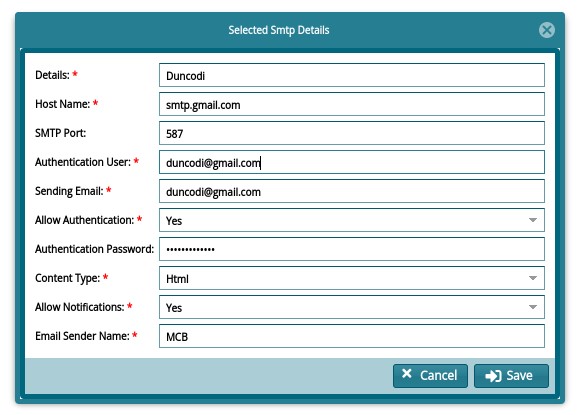 Selected Smtp Details
Details: * Duncodi
Host Name: * smtp.gmail.com
SMTP Port: 587
Authentication User: * duncodi@gmail.com
Sending Email: * duncodi@gmail.com
Allow Authentication: * Yes
Authentication Password: •••••••••••••
Content Type: * Html
Allow Notifications: * Yes
Email Sender Name: * MCB
Cancel Save